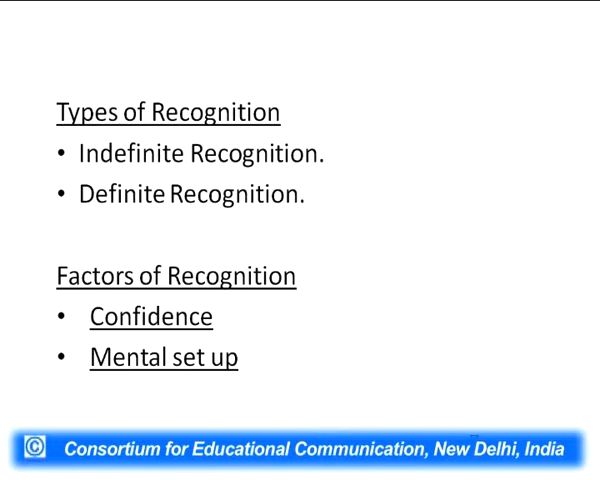 Types of Recognition
• Indefinite Recognition.
• Definite Recognition.
Factors of Recognition
• Confidence
• Mental set up
© Consortium for Educational Communication, New Delhi, India